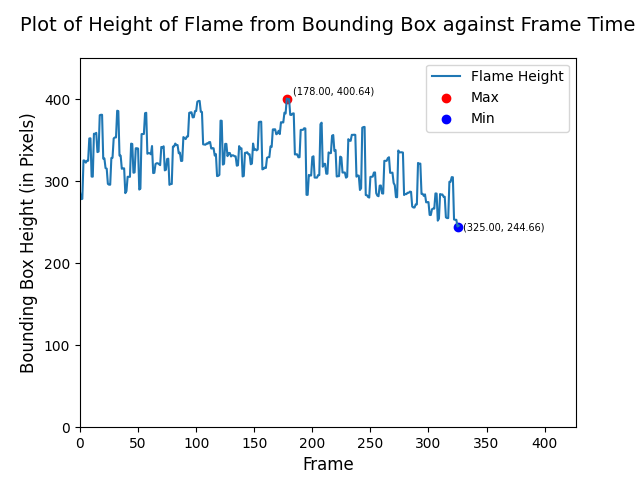 Plot of Height of Flame from Bounding Box against Frame Time
Flame Height
Max
Min
(178.00, 400.64)
(325.00, 244.66)
Bounding Box Height (in Pixels)
400
300
200
100
0
0 50 100 150 200 250 300 350 400
Frame